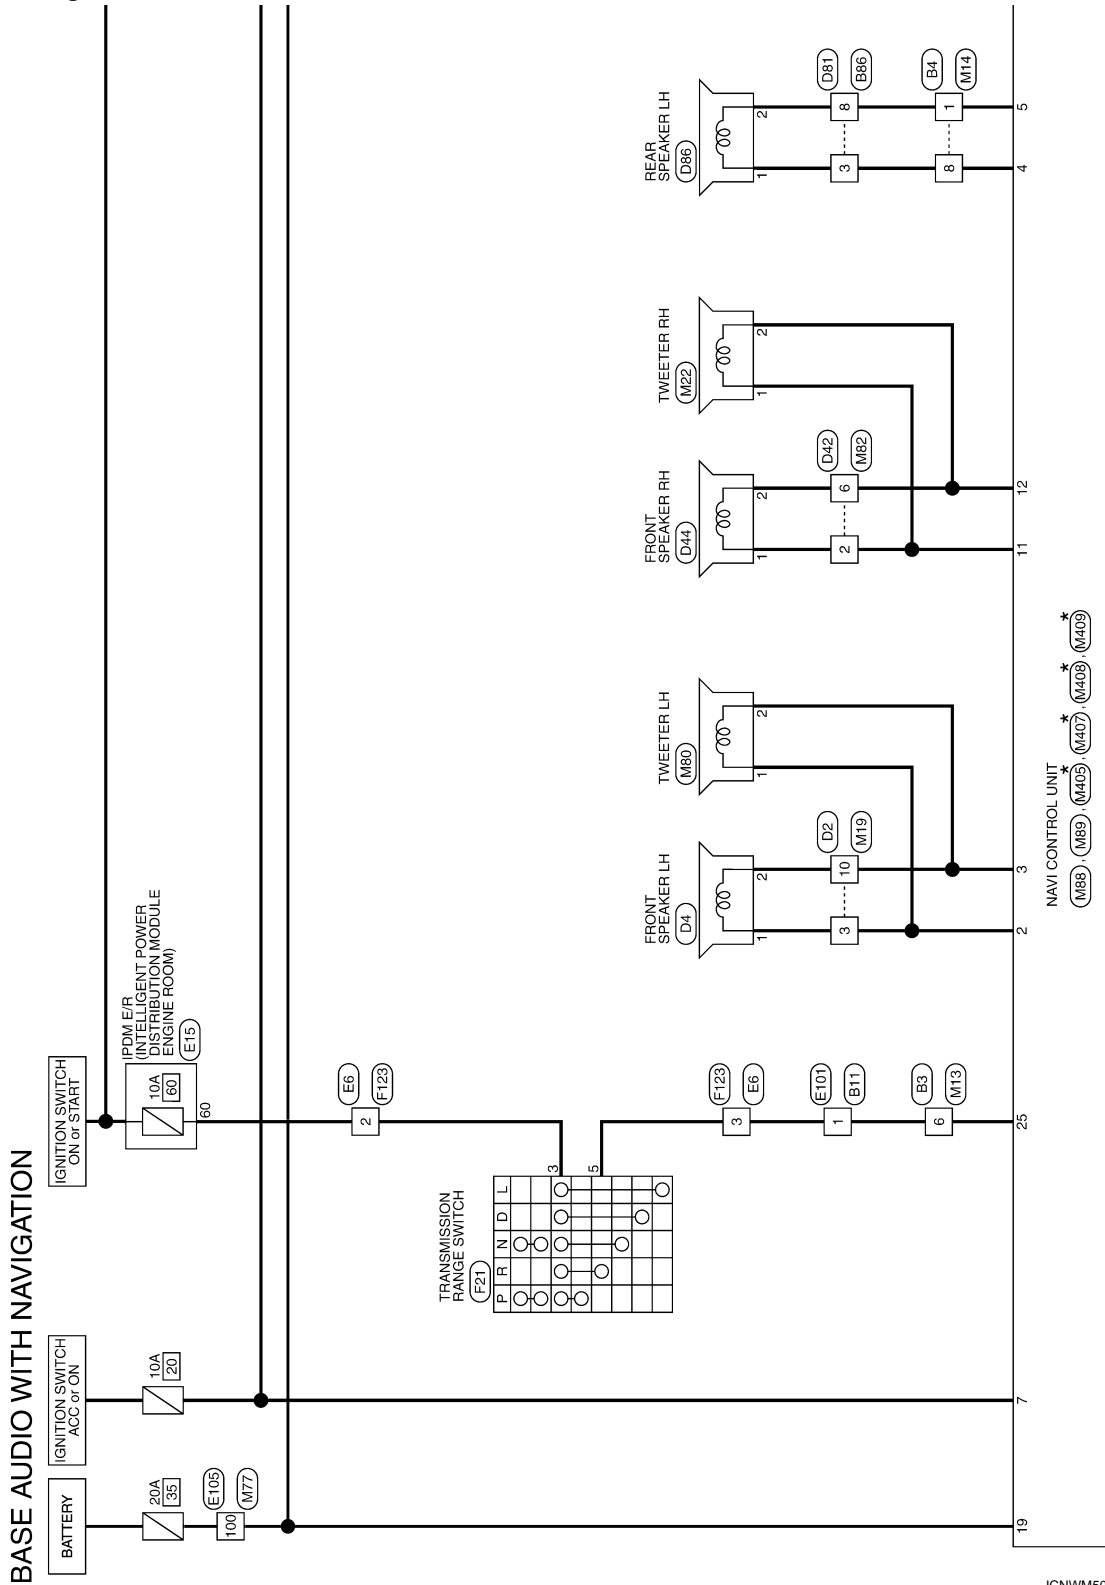 BASE AUDIO WITH NAVIGATION
BATTERY
20A
35
E105
M77
100
19
IGNITION SWITCH
ACC or ON
10A
20
7
IGNITION SWITCH
ON or START
10A
60
60
IPDM E/R
(INTELLIGENT POWER
DISTRIBUTION MODULE
ENGINE ROOM)
E15
E6
F123
2
TRANSMISSION
RANGE SWITCH
F21
P R N D L
3
5
F123
E6
3
E101
B11
1
B3
M13
6
25
FRONT
SPEAKER LH
D4
1 2
D2
M19
3 10
2 3
TWEETER LH
M80
1 2
FRONT
SPEAKER RH
D44
1 2
D42
M82
2 6
11 12
TWEETER RH
M22
1 2
REAR
SPEAKER LH
D86
1 2
D81
B86
3 8
B4
M14
8 1
4 5
NAVI CONTROL UNIT
M88 , M89 , M405* , M407* , M408* , M409*